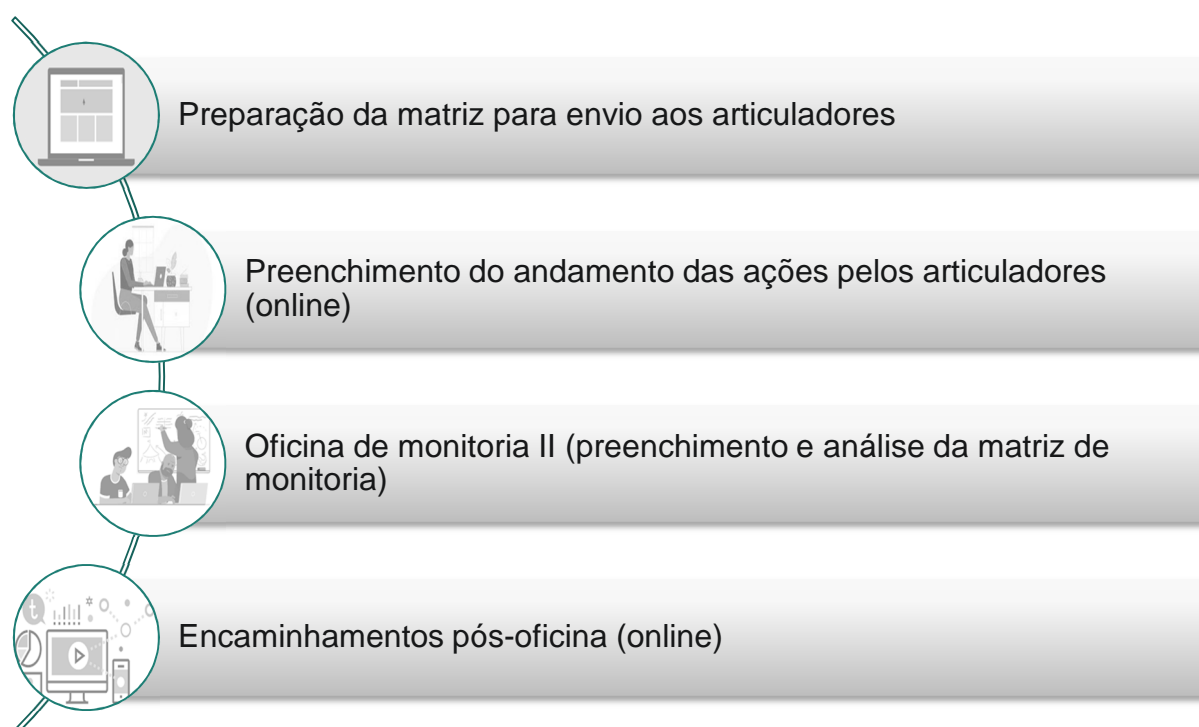 Preparação da matriz para envio aos articuladores
Preenchimento do andamento das ações pelos articuladores
(online)
Oficina de monitoria II (preenchimento e análise da matriz de
monitoria)
t
Encaminhamentos pós-oficina (online)